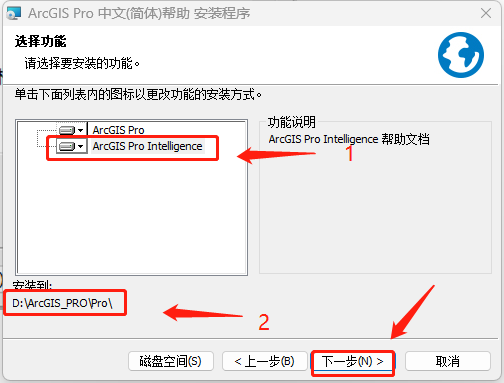 ArcGIS Pro 中文(简体)帮助 安装程序
选择功能
请选择要安装的功能。
单击下面列表内的图标以更改功能的安装方式。
ArcGIS Pro
ArcGIS Pro Intelligence
功能说明
ArcGIS Pro Intelligence 帮助文档
1
安装到:
D:\ArcGIS_PRO\Pro\
2
磁盘空间(S)
< 上一步(B)
下一步(N) >
取消